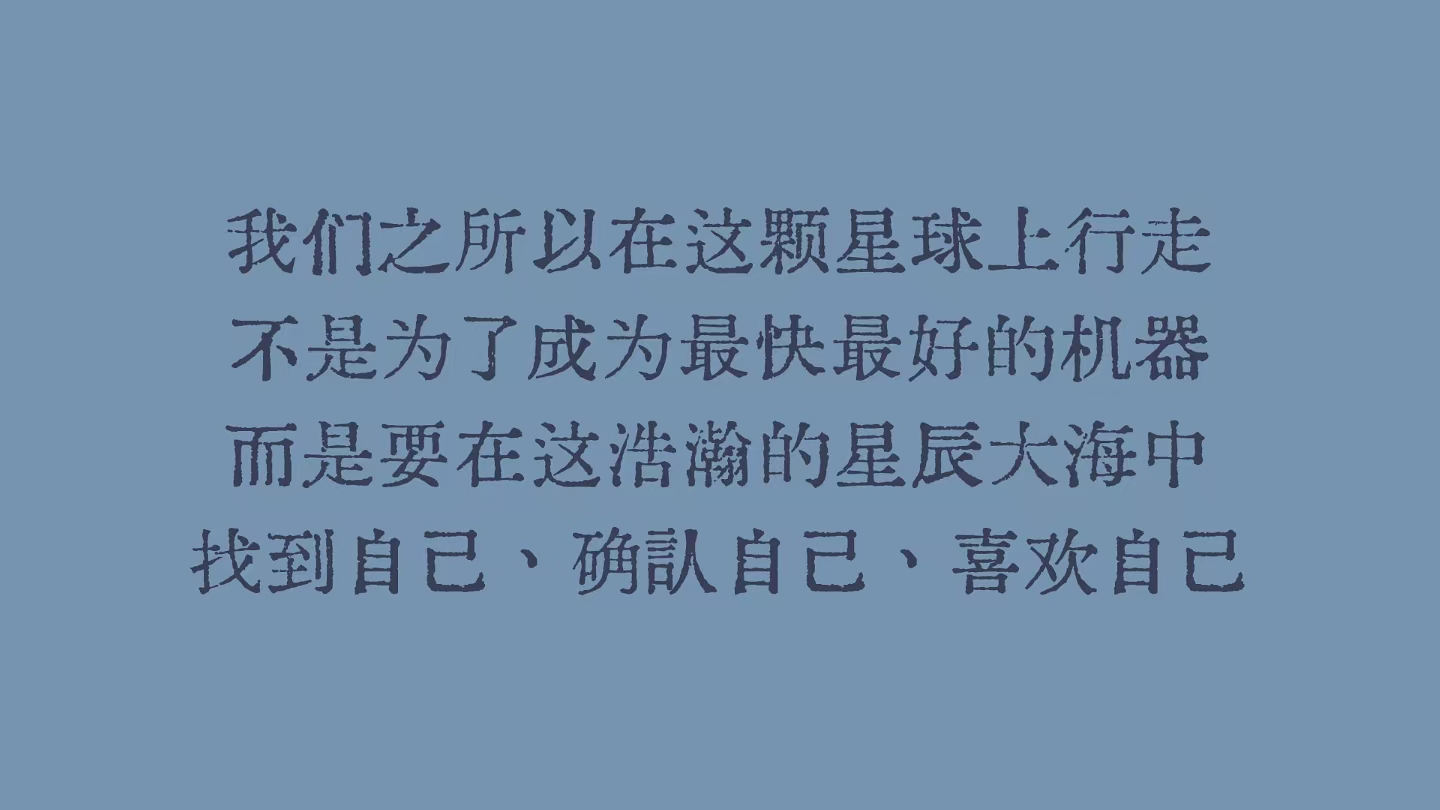 我们之所以在这颗星球上行走
不是为了成为最快最好的机器
而是要在这浩瀚的星辰大海中
找到自己、确認自己、喜欢自己